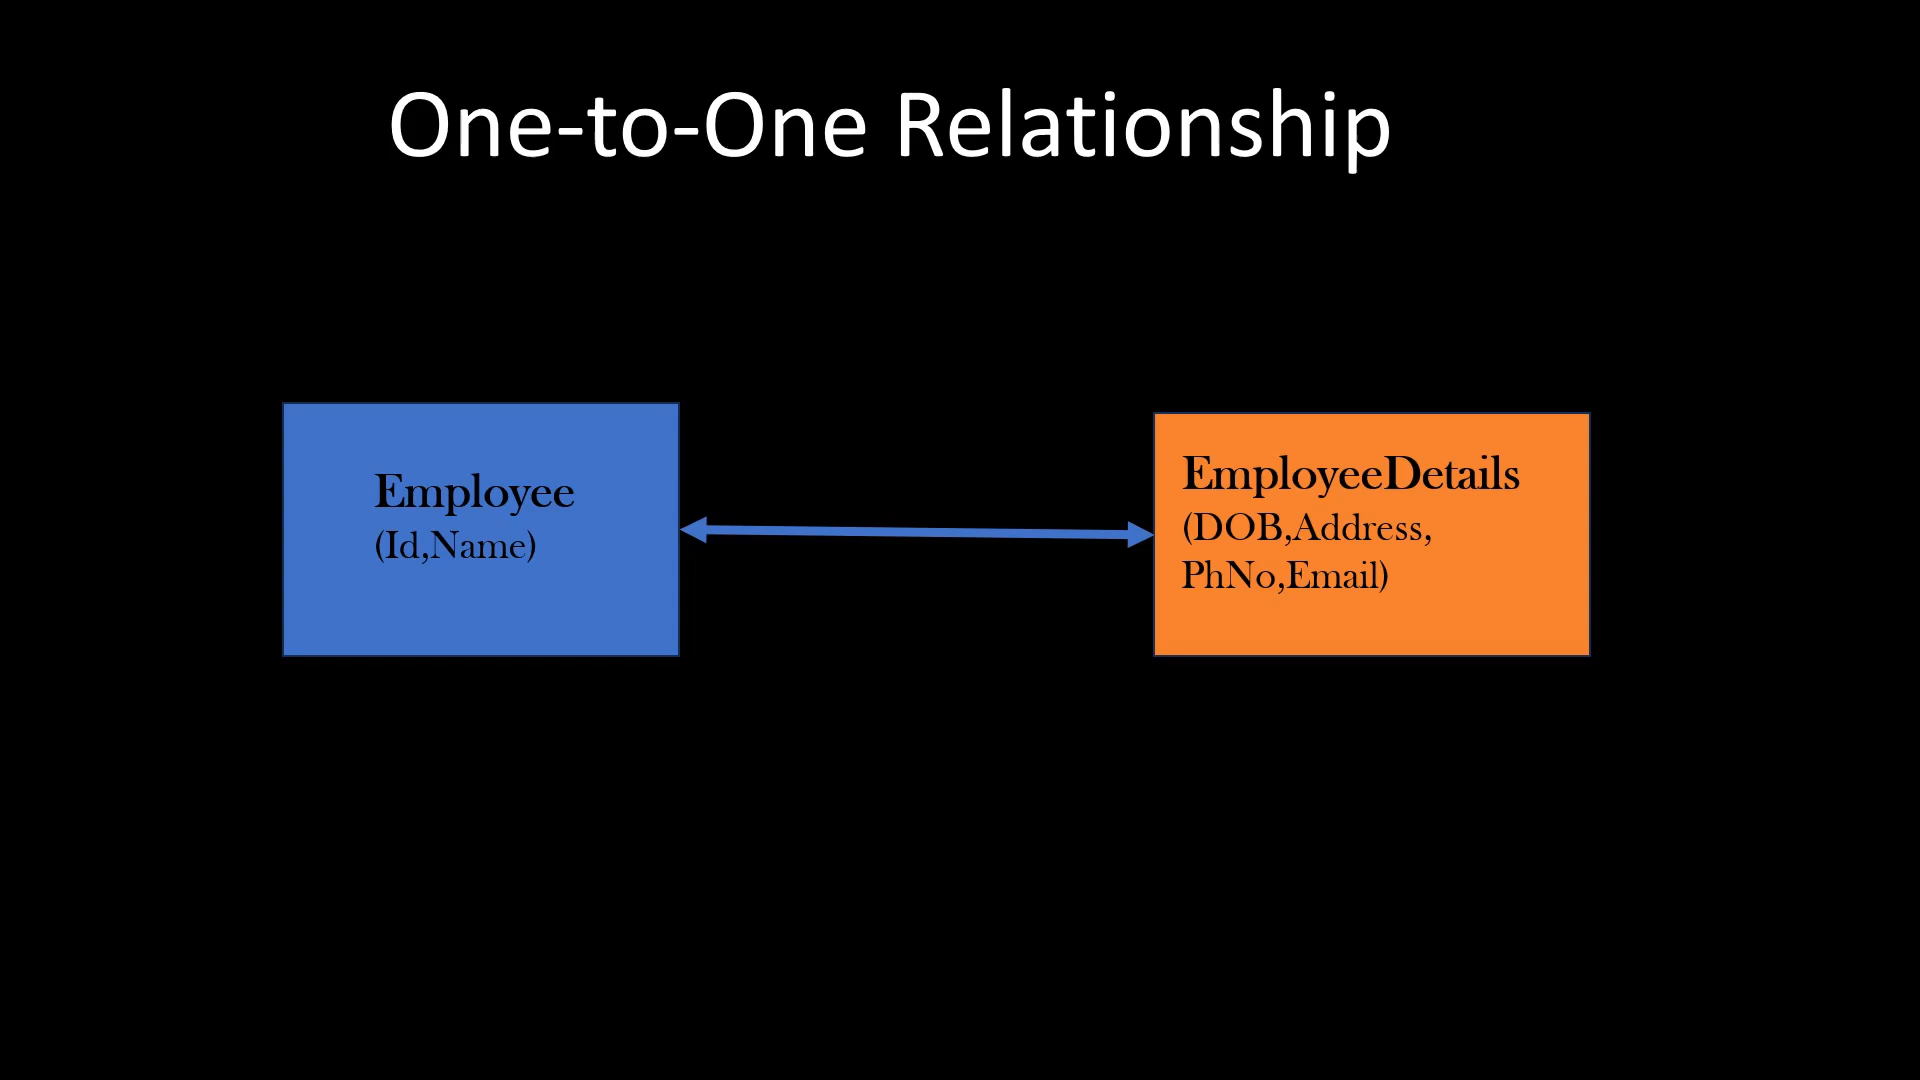 One-to-One Relationship
Employee
(Id,Name)
EmployeeDetails
(DOB,Address,
PhNo,Email)